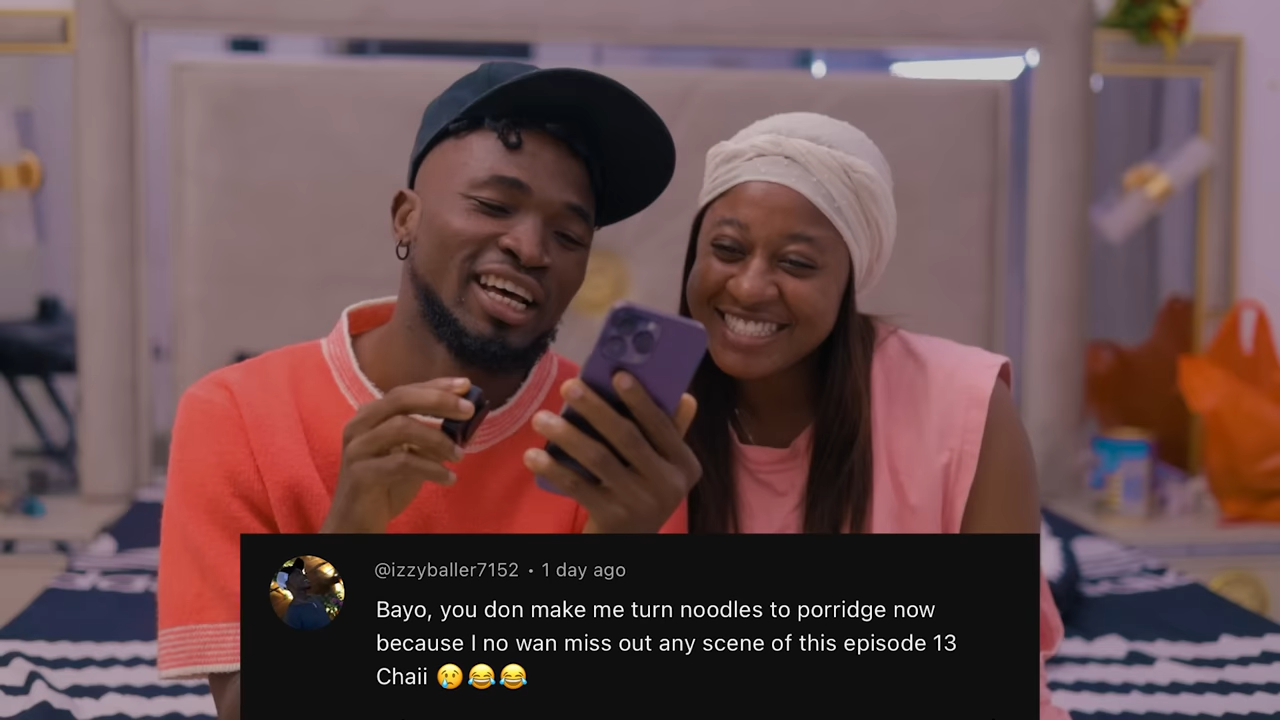 @izzyballer7152 • 1 day ago
Bayo, you don make me turn noodles to porridge now
because I no wan miss out any scene of this episode 13
Chaii 😢😂😂